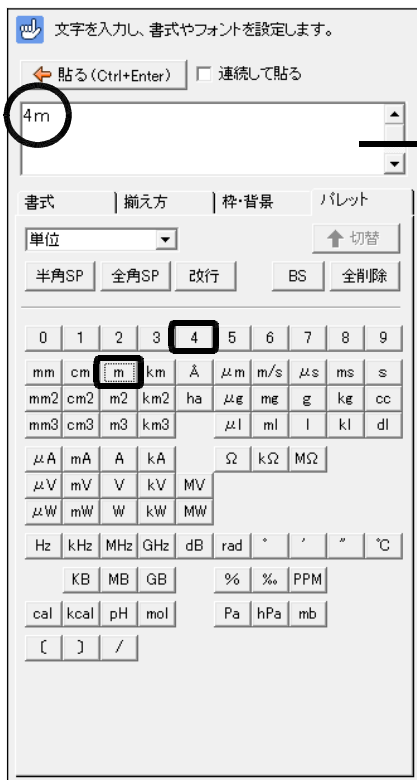 文字を入力し、書式やフォントを設定します。
貼る(Ctrl+Enter) 連続して貼る
4m
書式 揃え方 枠・背景 パレット
単位 切替
半角SP 全角SP 改行 BS 全削除
0 1 2 3 4 5 6 7 8 9
mm cm m km Å μm m/s μs ms s
mm2 cm2 m2 km2 ha μg mg g kg cc
mm3 cm3 m3 km3 μl ml l kl dl
μA mA A kA Ω kΩ MΩ
μV mV V kV MV
μW mW W kW MW
Hz kHz MHz GHz dB rad ° ′ ″ ℃
KB MB GB % ‰ PPM
cal kcal pH mol Pa hPa mb
( ) /